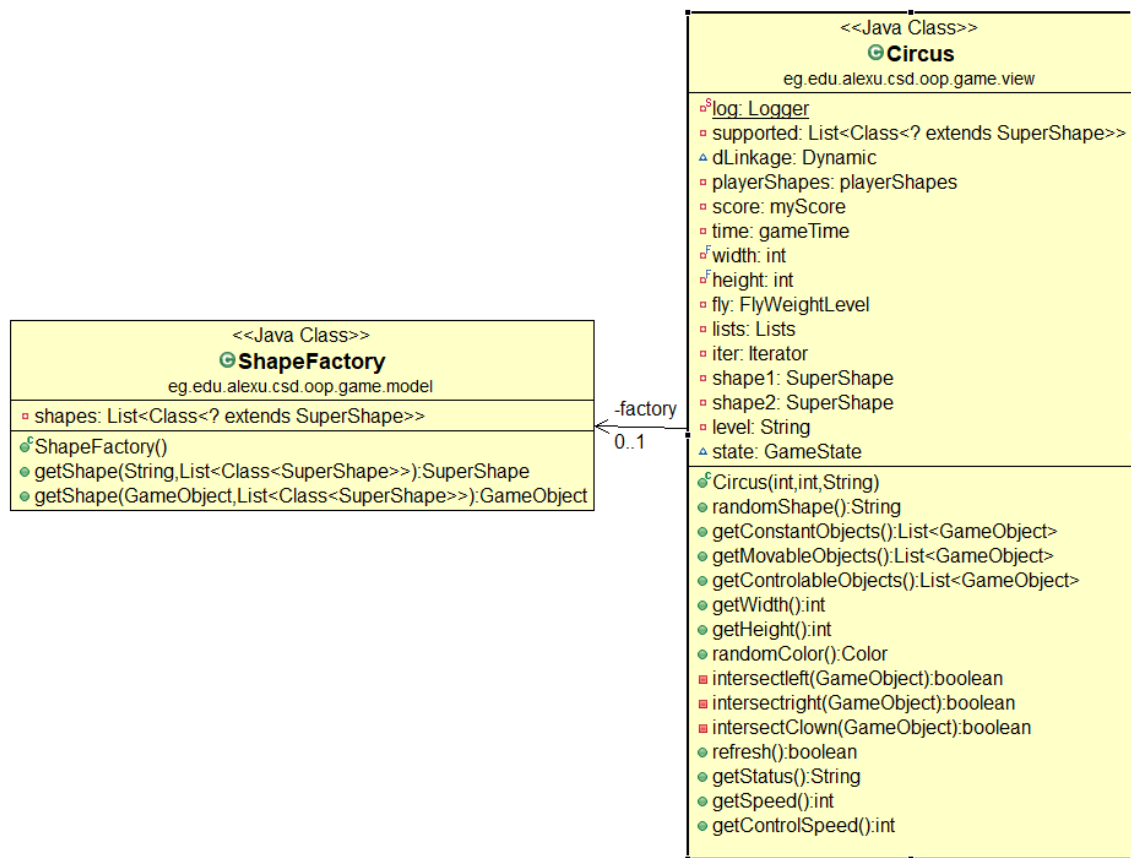 <<Java Class>>
ShapeFactory
eg.edu.alexu.csd.oop.game.model
shapes: List<Class<? extends SuperShape>>
ShapeFactory()
getShape(String,List<Class<SuperShape>>):SuperShape
getShape(GameObject,List<Class<SuperShape>>):GameObject
-factory
0..1
<<Java Class>>
Circus
eg.edu.alexu.csd.oop.game.view
log: Logger
supported: List<Class<? extends SuperShape>>
dLinkage: Dynamic
playerShapes: playerShapes
score: myScore
time: gameTime
width: int
height: int
fly: FlyWeightLevel
lists: Lists
iter: Iterator
shape1: SuperShape
shape2: SuperShape
level: String
state: GameState
Circus(int,int,String)
randomShape():String
getConstantObjects():List<GameObject>
getMovableObjects():List<GameObject>
getControlableObjects():List<GameObject>
getWidth():int
getHeight():int
randomColor():Color
intersectleft(GameObject):boolean
intersectright(GameObject):boolean
intersectClown(GameObject):boolean
refresh():boolean
getStatus():String
getSpeed():int
getControlSpeed():int